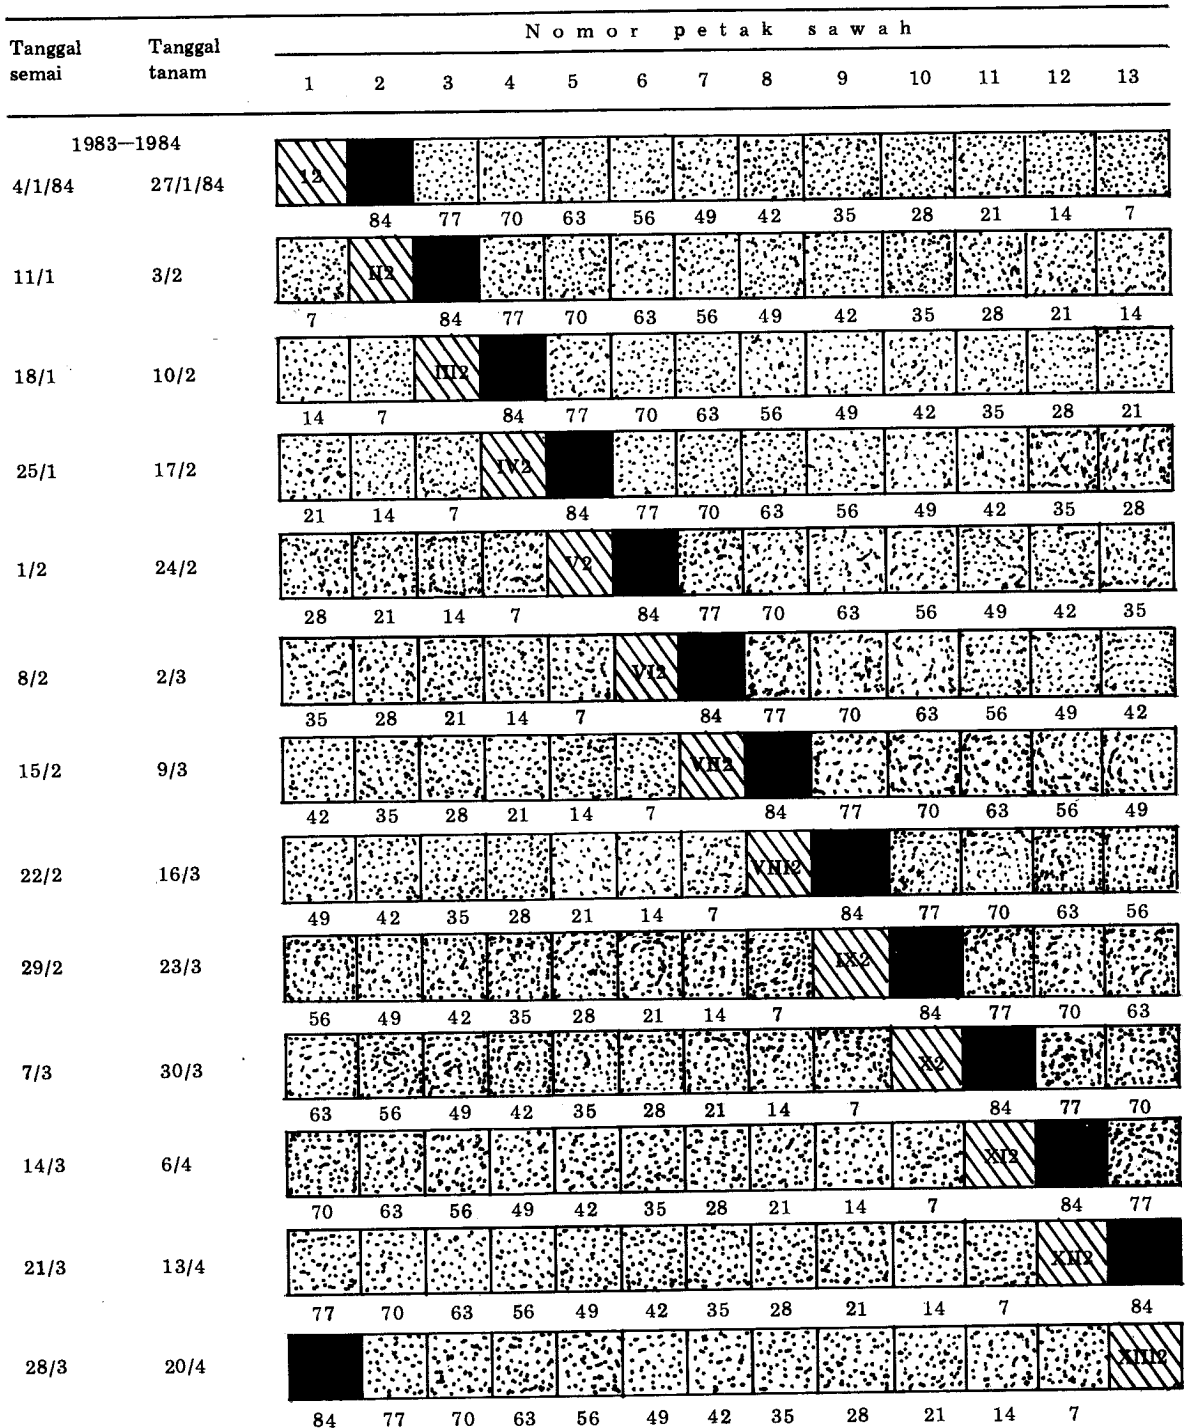 Nomor petak sawah
Tanggal semai Tanggal tanam
1 2 3 4 5 6 7 8 9 10 11 12 13
1983—1984
4/1/84 27/1/84 12
84 77 70 63 56 49 42 35 28 21 14 7
11/1 3/2 II2
7 84 77 70 63 56 49 42 35 28 21 14
18/1 10/2 III2
14 7 84 77 70 63 56 49 42 35 28 21
25/1 17/2 IV2
21 14 7 84 77 70 63 56 49 42 35 28
1/2 24/2 V2
28 21 14 7 84 77 70 63 56 49 42 35
8/2 2/3 VI2
35 28 21 14 7 84 77 70 63 56 49 42
15/2 9/3 VII2
42 35 28 21 14 7 84 77 70 63 56 49
22/2 16/3 VIII2
49 42 35 28 21 14 7 84 77 70 63 56
29/2 23/3 IX2
56 49 42 35 28 21 14 7 84 77 70 63
7/3 30/3 X2
63 56 49 42 35 28 21 14 7 84 77 70
14/3 6/4 XI2
70 63 56 49 42 35 28 21 14 7 84 77
21/3 13/4 XII2
77 70 63 56 49 42 35 28 21 14 7 84
28/3 20/4 XIII2
84 77 70 63 56 49 42 35 28 21 14 7